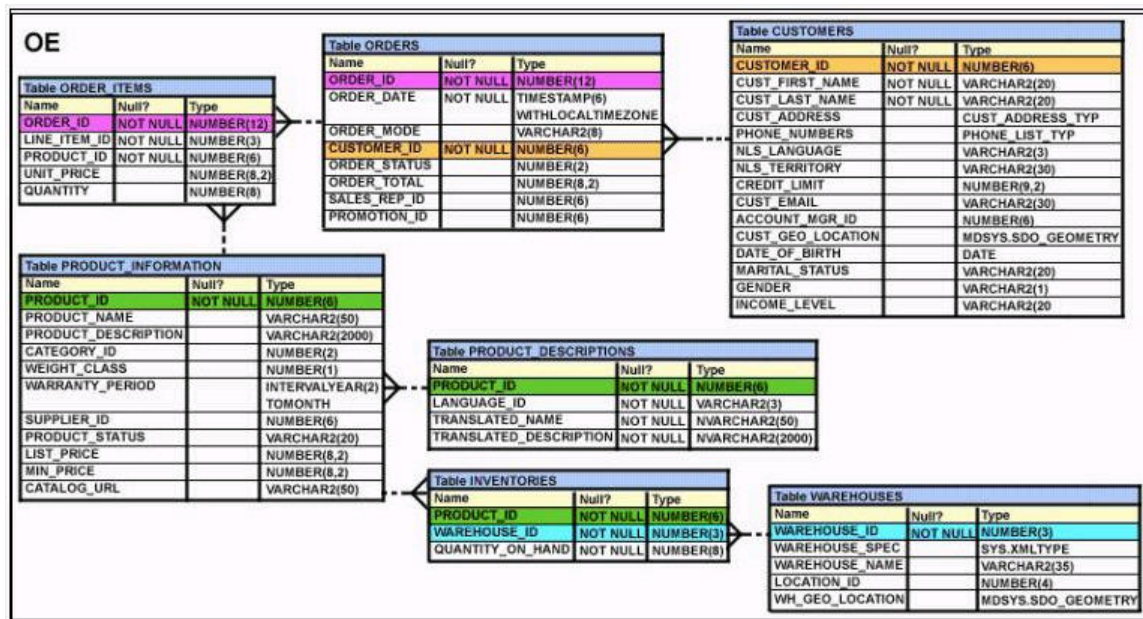 OE
Table ORDER_ITEMS
Name Null? Type
ORDER_ID NOT NULL NUMBER(12)
LINE_ITEM_ID NOT NULL NUMBER(3)
PRODUCT_ID NOT NULL NUMBER(6)
UNIT_PRICE NUMBER(8,2)
QUANTITY NUMBER(8)
Table ORDERS
Name Null? Type
ORDER_ID NOT NULL NUMBER(12)
ORDER_DATE NOT NULL TIMESTAMP(6)
WITHLOCALTIMEZONE
ORDER_MODE VARCHAR2(8)
CUSTOMER_ID NOT NULL NUMBER(6)
ORDER_STATUS NUMBER(2)
ORDER_TOTAL NUMBER(8,2)
SALES_REP_ID NUMBER(6)
PROMOTION_ID NUMBER(6)
Table CUSTOMERS
Name Null? Type
CUSTOMER_ID NOT NULL NUMBER(6)
CUST_FIRST_NAME NOT NULL VARCHAR2(20)
CUST_LAST_NAME NOT NULL VARCHAR2(20)
CUST_ADDRESS CUST_ADDRESS_TYP
PHONE_NUMBERS PHONE_LIST_TYP
NLS_LANGUAGE VARCHAR2(3)
NLS_TERRITORY VARCHAR2(30)
CREDIT_LIMIT NUMBER(9,2)
CUST_EMAIL VARCHAR2(30)
ACCOUNT_MGR_ID NUMBER(6)
CUST_GEO_LOCATION MDSYS.SDO_GEOMETRY
DATE_OF_BIRTH DATE
MARITAL_STATUS VARCHAR2(20)
GENDER VARCHAR2(1)
INCOME_LEVEL VARCHAR2(20
Table PRODUCT_INFORMATION
Name Null? Type
PRODUCT_ID NOT NULL NUMBER(6)
PRODUCT_NAME VARCHAR2(50)
PRODUCT_DESCRIPTION VARCHAR2(2000)
CATEGORY_ID NUMBER(2)
WEIGHT_CLASS NUMBER(1)
WARRANTY_PERIOD INTERVALYEAR(2)
TOMONTH
SUPPLIER_ID NUMBER(6)
PRODUCT_STATUS VARCHAR2(20)
LIST_PRICE NUMBER(8,2)
MIN_PRICE NUMBER(8,2)
CATALOG_URL VARCHAR2(50)
Table PRODUCT_DESCRIPTIONS
Name Null? Type
PRODUCT_ID NOT NULL NUMBER(6)
LANGUAGE_ID NOT NULL VARCHAR2(3)
TRANSLATED_NAME NOT NULL NVARCHAR2(50)
TRANSLATED_DESCRIPTION NOT NULL NVARCHAR2(2000)
Table INVENTORIES
Name Null? Type
PRODUCT_ID NOT NULL NUMBER(6)
WAREHOUSE_ID NOT NULL NUMBER(3)
QUANTITY_ON_HAND NOT NULL NUMBER(8)
Table WAREHOUSES
Name Null? Type
WAREHOUSE_ID NOT NULL NUMBER(3)
WAREHOUSE_SPEC SYS.XMLTYPE
WAREHOUSE_NAME VARCHAR2(35)
LOCATION_ID NUMBER(4)
WH_GEO_LOCATION MDSYS.SDO_GEOMETRY